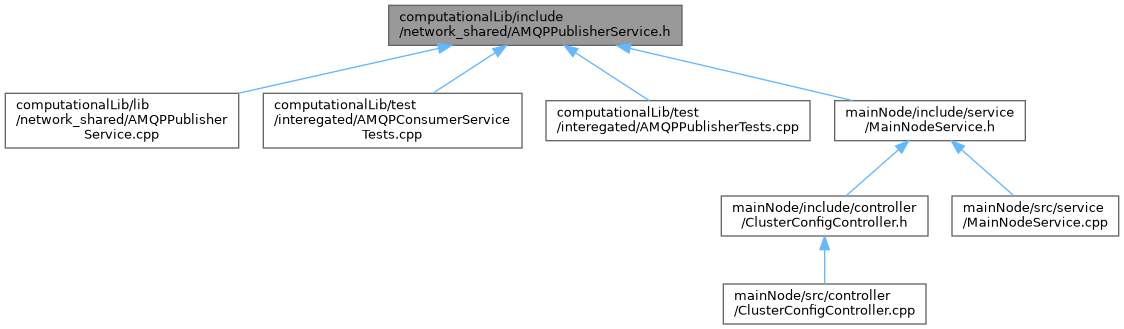 computationalLib/include
/network_shared/AMQPPublisherService.h
computationalLib/lib
/network_shared/AMQPPublisher
Service.cpp
computationalLib/test
/interegated/AMQPConsumerService
Tests.cpp
computationalLib/test
/interegated/AMQPPublisherTests.cpp
mainNode/include/service
/MainNodeService.h
mainNode/include/controller
/ClusterConfigController.h
mainNode/src/service
/MainNodeService.cpp
mainNode/src/controller
/ClusterConfigController.cpp